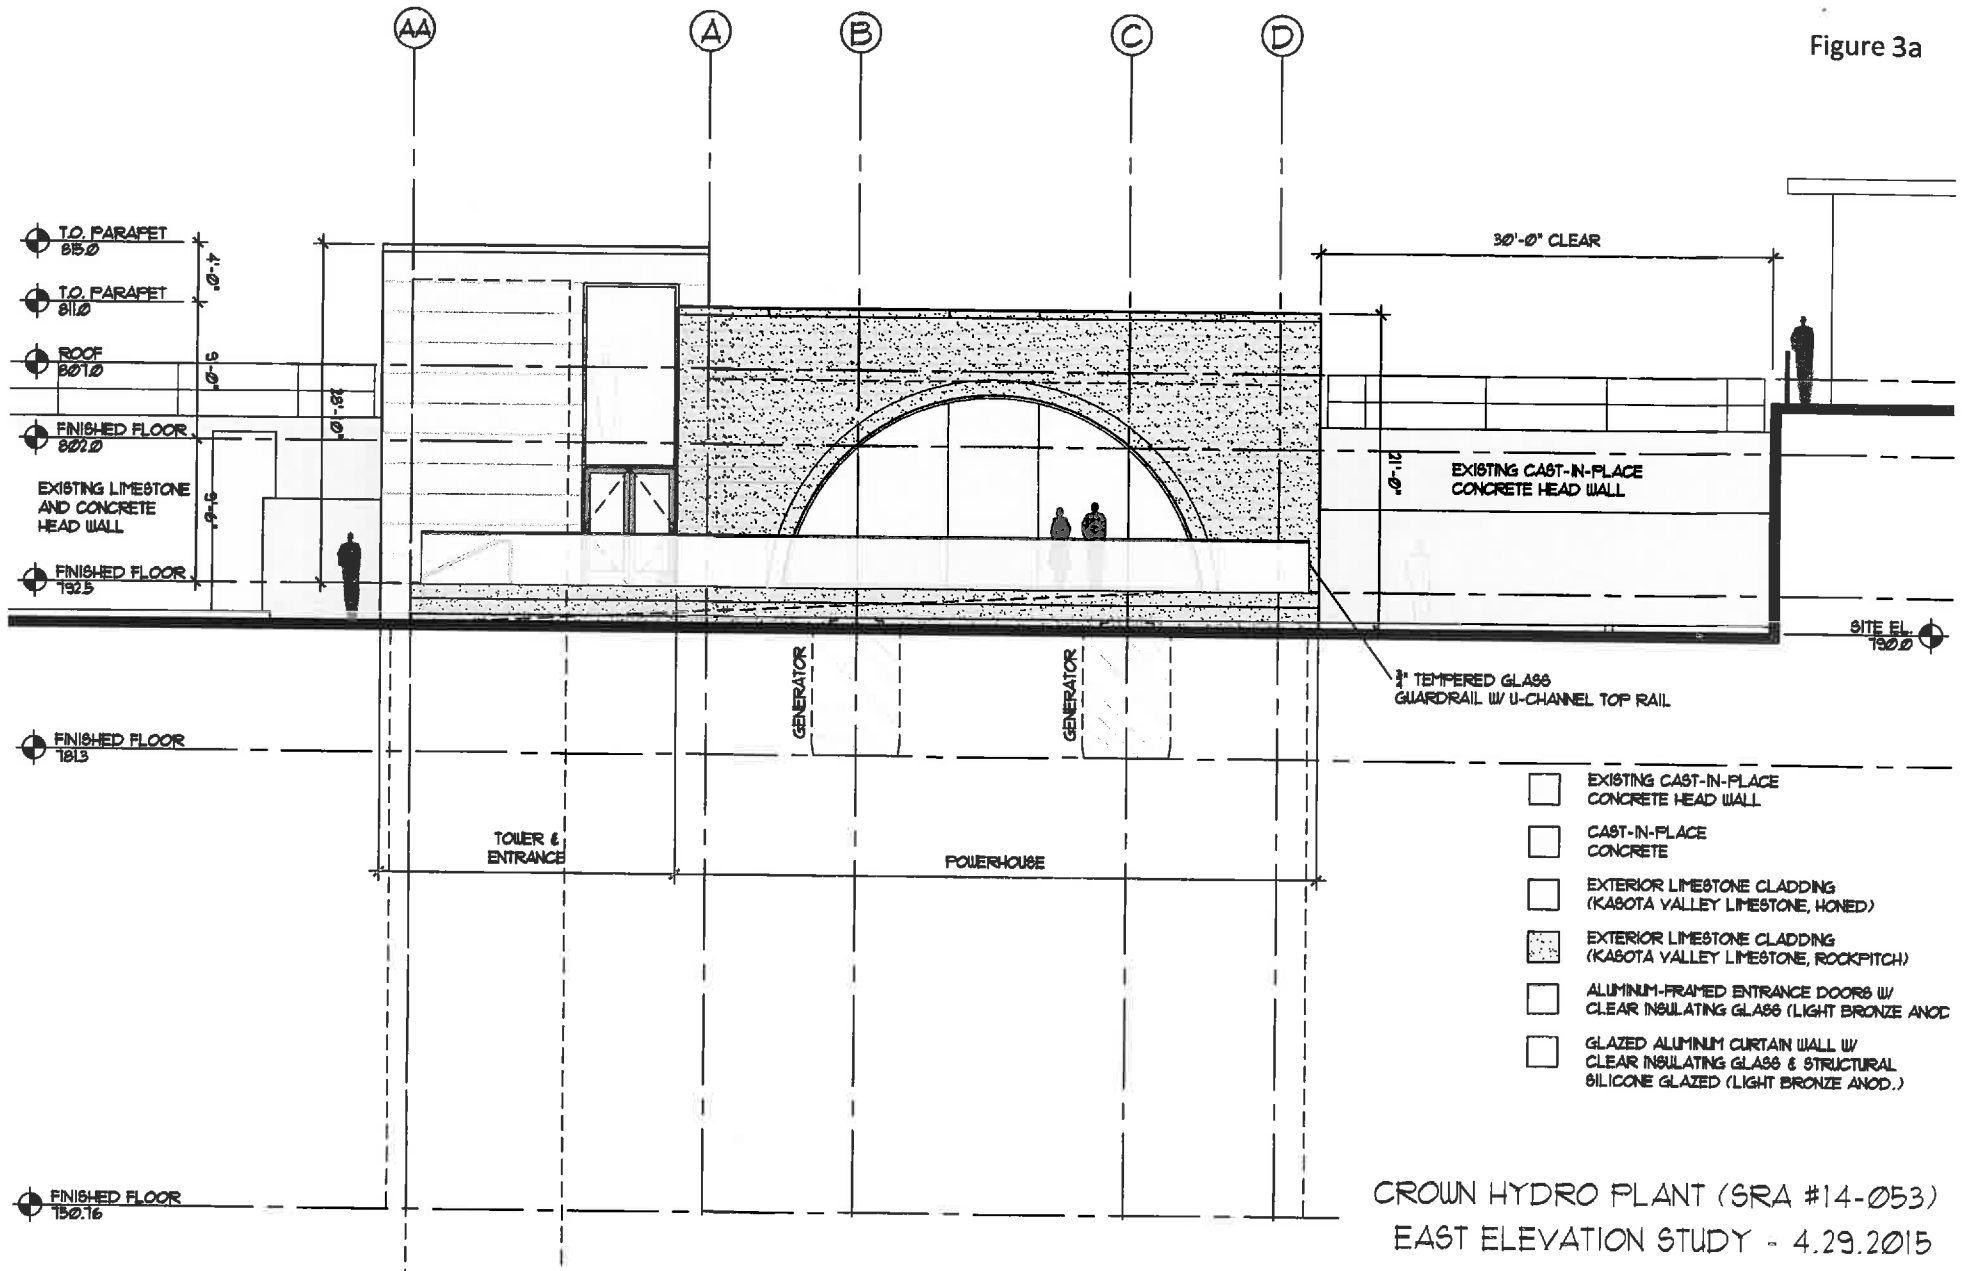 AA
A
B
C
D
Figure 3a
T.O. PARAPET
815.0
T.O. PARAPET
811.0
ROOF
807.0
FINISHED FLOOR
802.0
EXISTING LIMESTONE
AND CONCRETE
HEAD WALL
FINISHED FLOOR
792.5
4'-0"
9'-0"
9'-6"
30'-0" CLEAR
21'-0"
EXISTING CAST-IN-PLACE
CONCRETE HEAD WALL
SITE EL.
790.0
3/4" TEMPERED GLASS
GUARDRAIL W/ U-CHANNEL TOP RAIL
GENERATOR
GENERATOR
FINISHED FLOOR
781.3
TOWER &
ENTRANCE
POWERHOUSE
EXISTING CAST-IN-PLACE
CONCRETE HEAD WALL
CAST-IN-PLACE
CONCRETE
EXTERIOR LIMESTONE CLADDING
(KASOTA VALLEY LIMESTONE, HONED)
EXTERIOR LIMESTONE CLADDING
(KASOTA VALLEY LIMESTONE, ROCKPITCH)
ALUMINUM-FRAMED ENTRANCE DOORS W/
CLEAR INSULATING GLASS (LIGHT BRONZE ANOD
GLAZED ALUMINUM CURTAIN WALL W/
CLEAR INSULATING GLASS & STRUCTURAL
SILICONE GLAZED (LIGHT BRONZE ANOD.)
FINISHED FLOOR
750.76
CROWN HYDRO PLANT (SRA #14-053)
EAST ELEVATION STUDY - 4.29.2015